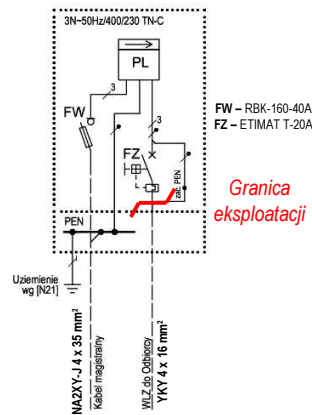 3N~50Hz/400/230 TN-C
PL
3
FW
FW – RBK-160-40A
FZ – ETIMAT T-20A
3
FZ
zac. PEN
Granica
eksploatacji
PEN
Uziemienie
wg [N21]
NA2XY-J 4 x 35 mm²
Kabel magistralny
WLZ do Odbiorcy
YKY 4 x 16 mm²